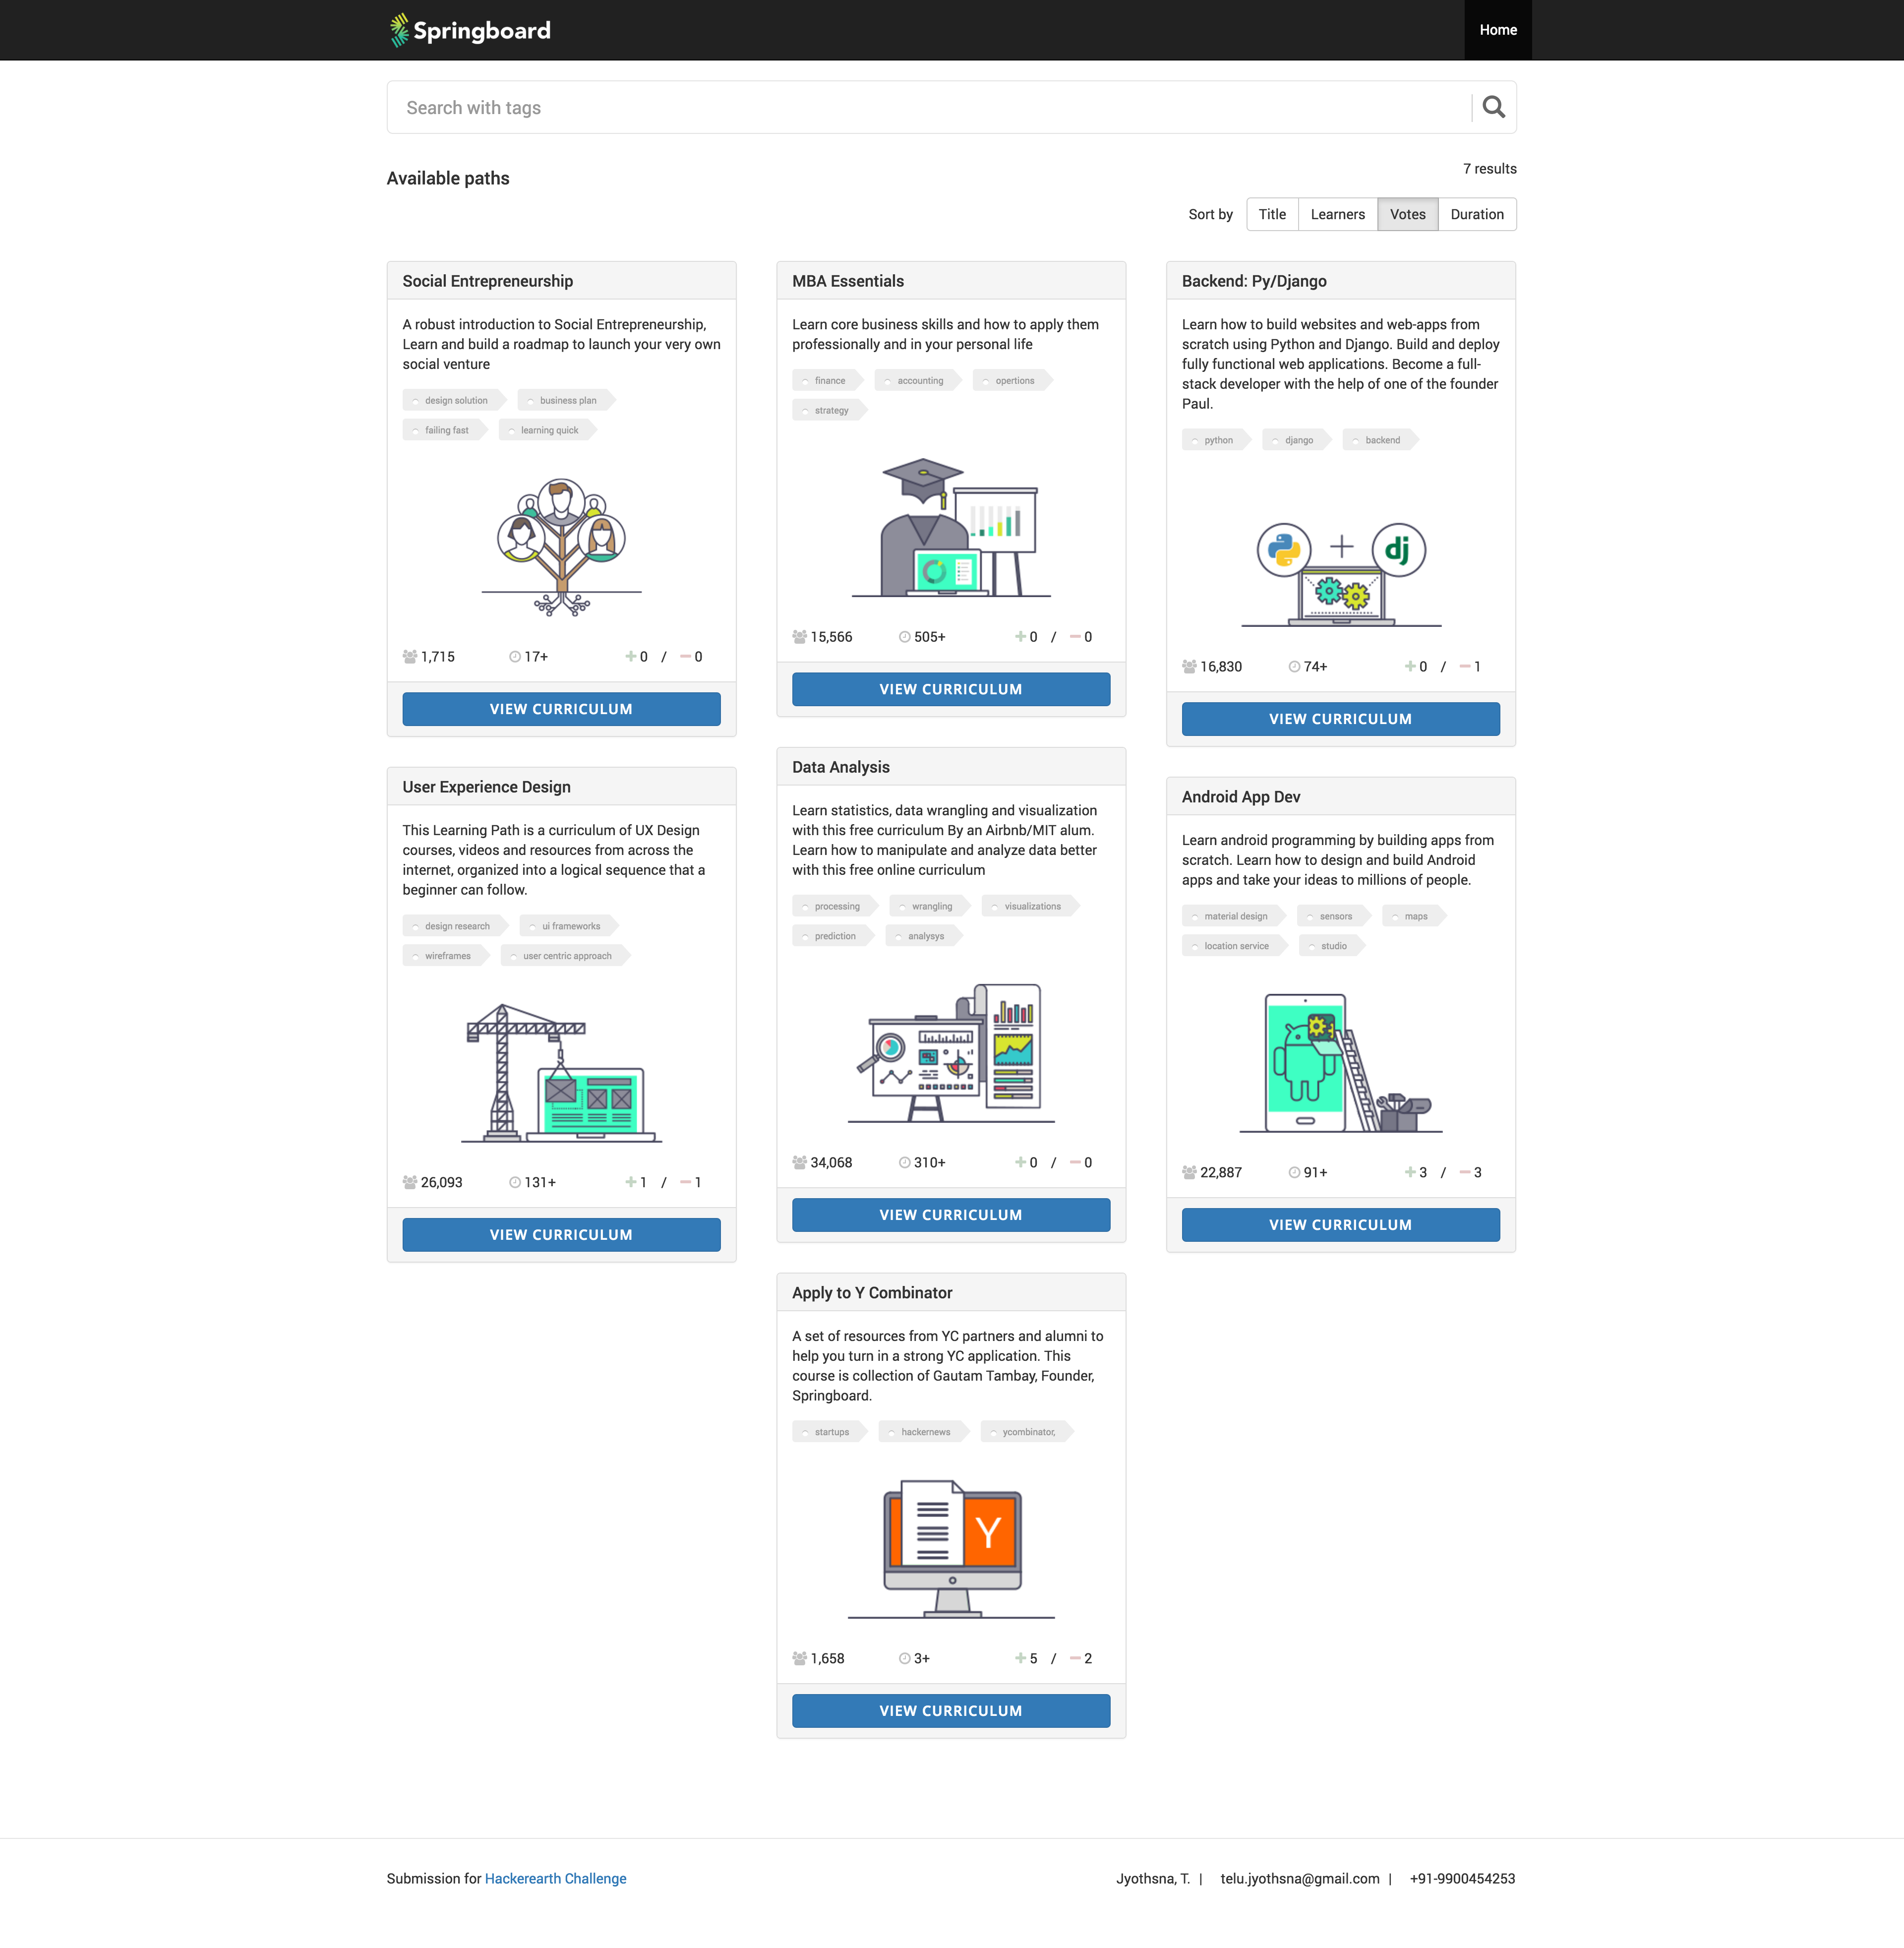 Springboard
Home
Search with tags
Available paths
7 results
Sort by
Title
Learners
Votes
Duration
Social Entrepreneurship
A robust introduction to Social Entrepreneurship,
Learn and build a roadmap to launch your very own
social venture
design solution
business plan
failing fast
learning quick
1,715
17+
0 / 0
VIEW CURRICULUM
MBA Essentials
Learn core business skills and how to apply them
professionally and in your personal life
finance
accounting
opertions
strategy
15,566
505+
0 / 0
VIEW CURRICULUM
Backend: Py/Django
Learn how to build websites and web-apps from
scratch using Python and Django. Build and deploy
fully functional web applications. Become a full-
stack developer with the help of one of the founder
Paul.
python
django
backend
dj
16,830
74+
0 / 1
VIEW CURRICULUM
User Experience Design
This Learning Path is a curriculum of UX Design
courses, videos and resources from across the
internet, organized into a logical sequence that a
beginner can follow.
design research
ui frameworks
wireframes
user centric approach
26,093
131+
1 / 1
VIEW CURRICULUM
Data Analysis
Learn statistics, data wrangling and visualization
with this free curriculum By an Airbnb/MIT alum.
Learn how to manipulate and analyze data better
with this free online curriculum
processing
wrangling
visualizations
prediction
analysys
34,068
310+
0 / 0
VIEW CURRICULUM
Android App Dev
Learn android programming by building apps from
scratch. Learn how to design and build Android
apps and take your ideas to millions of people.
material design
sensors
maps
location service
studio
22,887
91+
3 / 3
VIEW CURRICULUM
Apply to Y Combinator
A set of resources from YC partners and alumni to
help you turn in a strong YC application. This
course is collection of Gautam Tambay, Founder,
Springboard.
startups
hackernews
ycombinator,
Y
1,658
3+
5 / 2
VIEW CURRICULUM
Submission for Hackerearth Challenge
Jyothsna, T. | telu.jyothsna@gmail.com | +91-9900454253